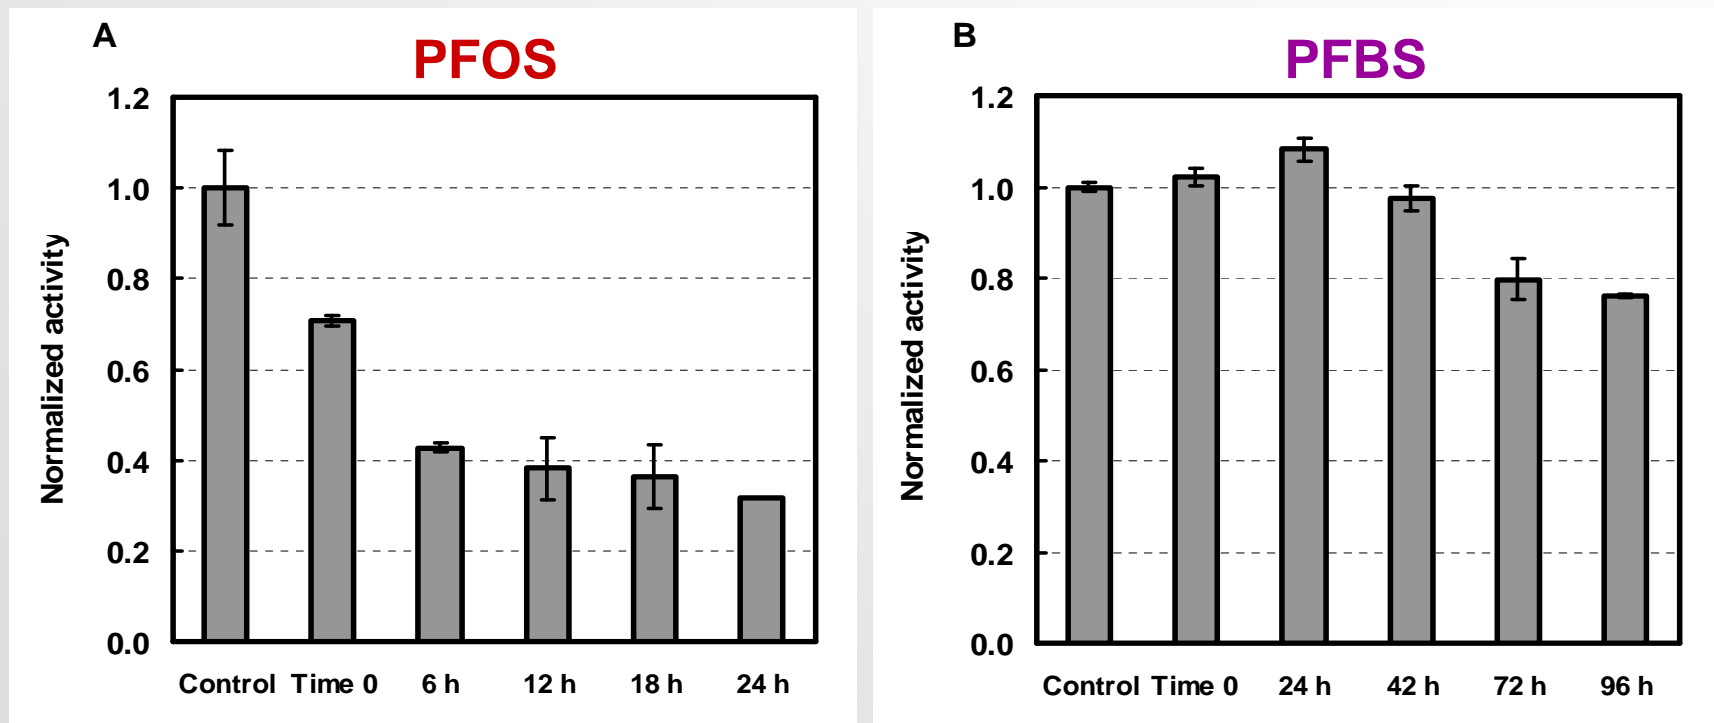 A
PFOS
1.2
1.0
0.8
0.6
0.4
0.2
0.0
Normalized activity
Control Time 0 6 h 12 h 18 h 24 h
B
PFBS
1.2
1.0
0.8
0.6
0.4
0.2
0.0
Normalized activity
Control Time 0 24 h 42 h 72 h 96 h